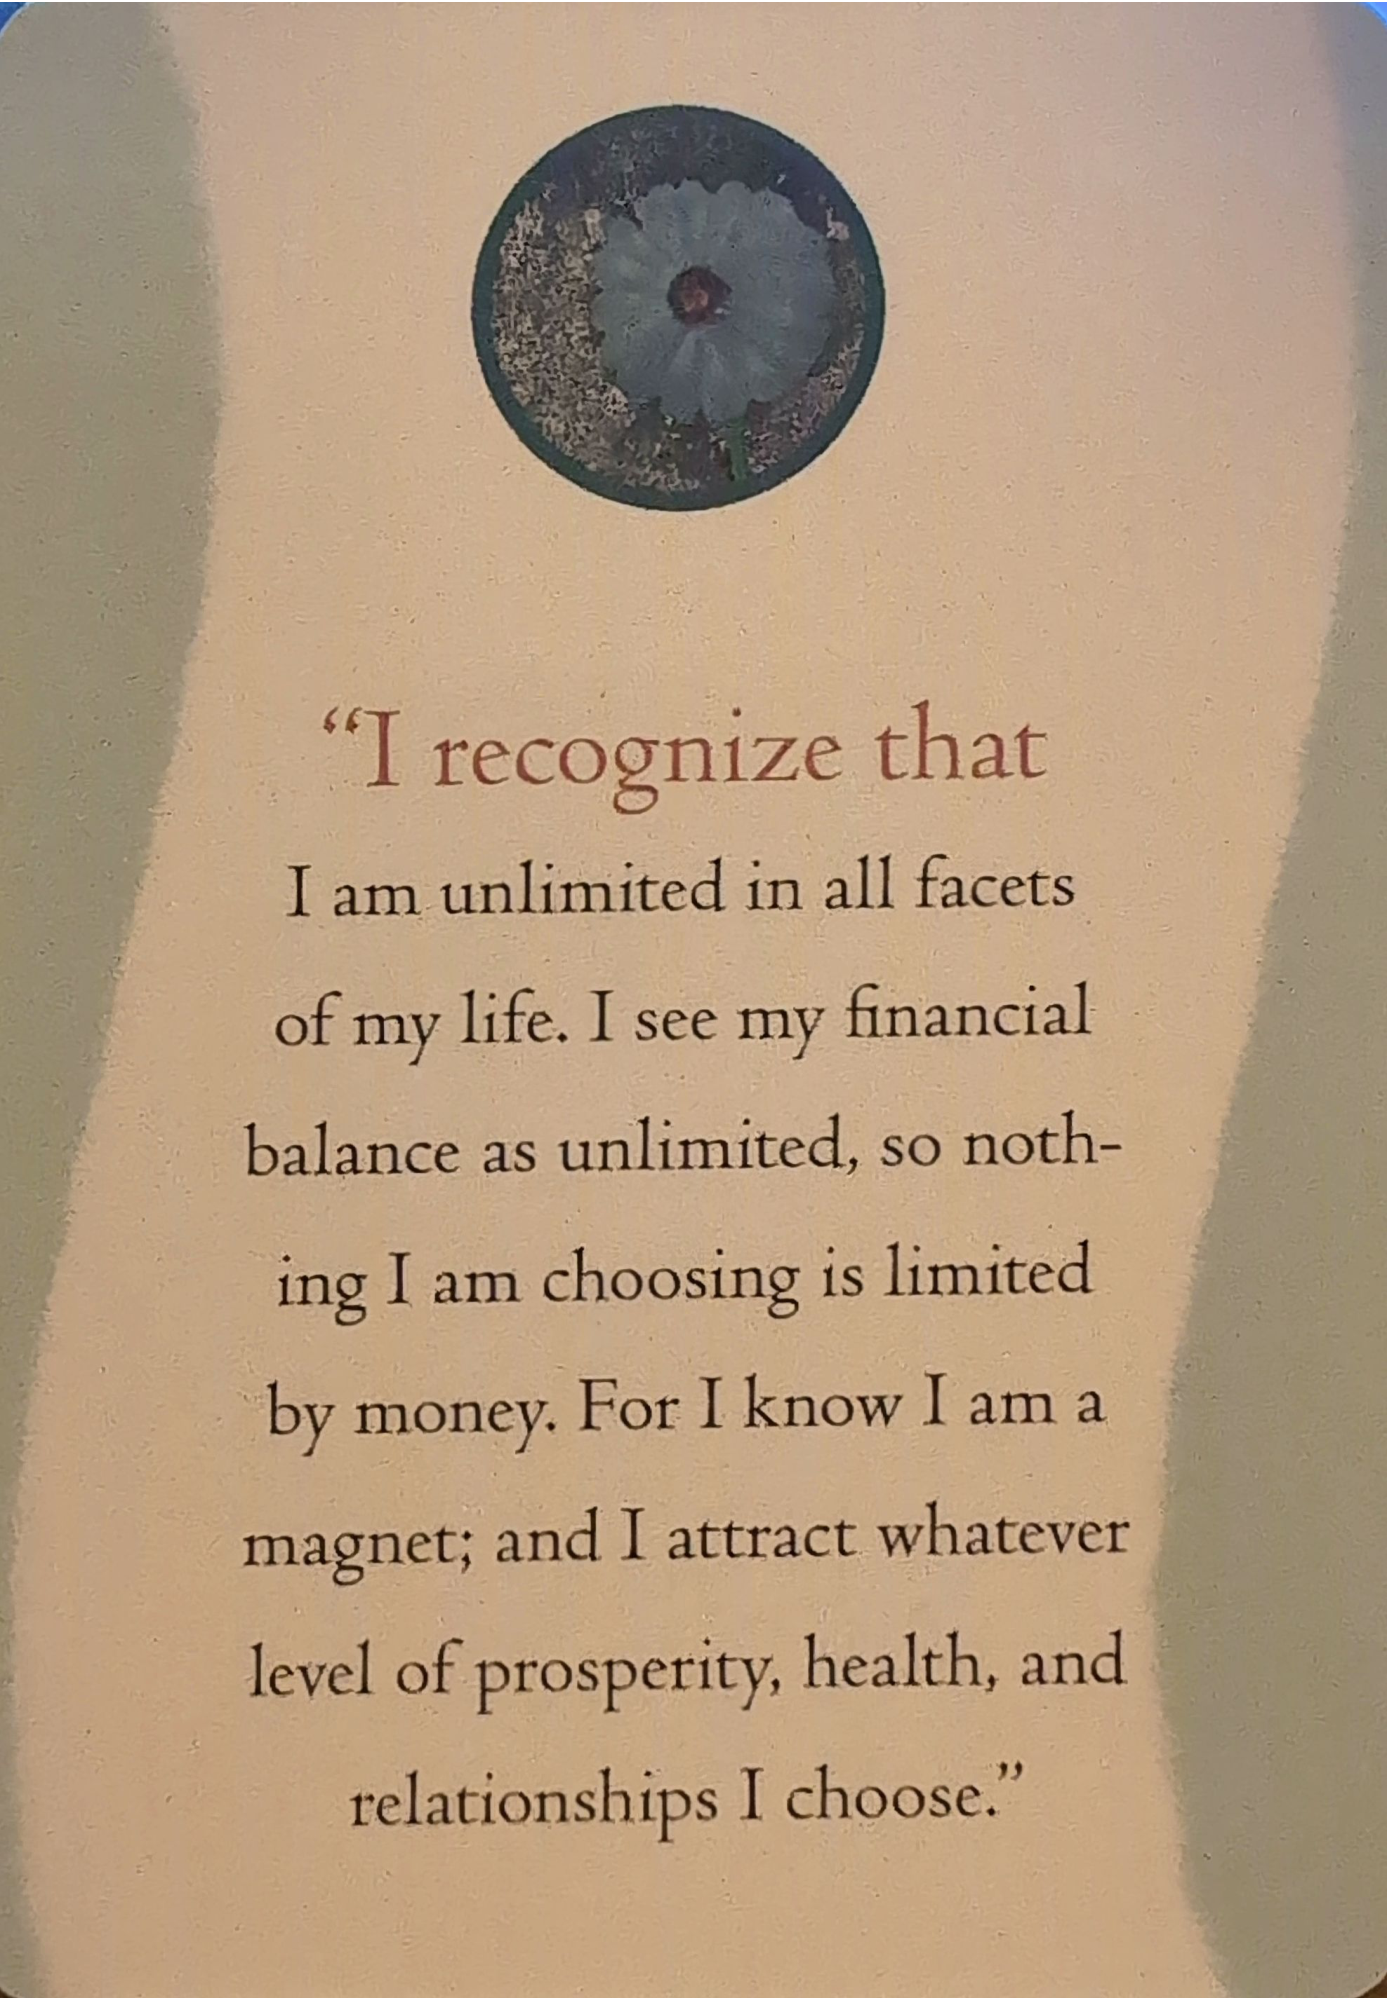 “I recognize that
I am unlimited in all facets
of my life. I see my financial
balance as unlimited, so noth-
ing I am choosing is limited
by money. For I know I am a
magnet; and I attract whatever
level of prosperity, health, and
relationships I choose.”